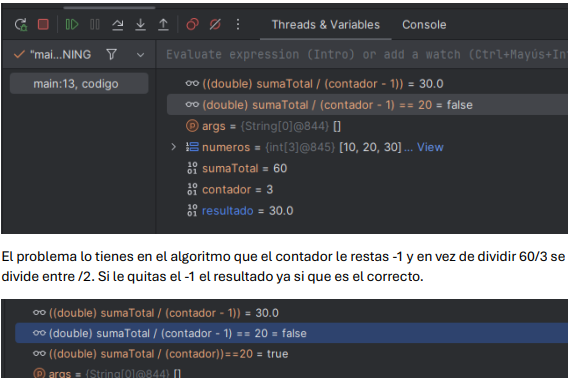 Threads & Variables
Console
"mai...NING
Evaluate expression (Intro) or add a watch (Ctrl+Mayús+In
main:13, codigo
((double) sumaTotal / (contador - 1)) = 30.0
(double) sumaTotal / (contador - 1) == 20 = false
args = {String[0]@844} []
numeros = {int[3]@845} [10, 20, 30] ... View
sumaTotal = 60
contador = 3
resultado = 30.0
El problema lo tienes en el algoritmo que el contador le restas -1 y en vez de dividir 60/3 se
divide entre /2. Si le quitas el -1 el resultado ya si que es el correcto.
((double) sumaTotal / (contador - 1)) = 30.0
(double) sumaTotal / (contador - 1) == 20 = false
((double) sumaTotal / (contador))==20 = true
args = {String[0]@844} []